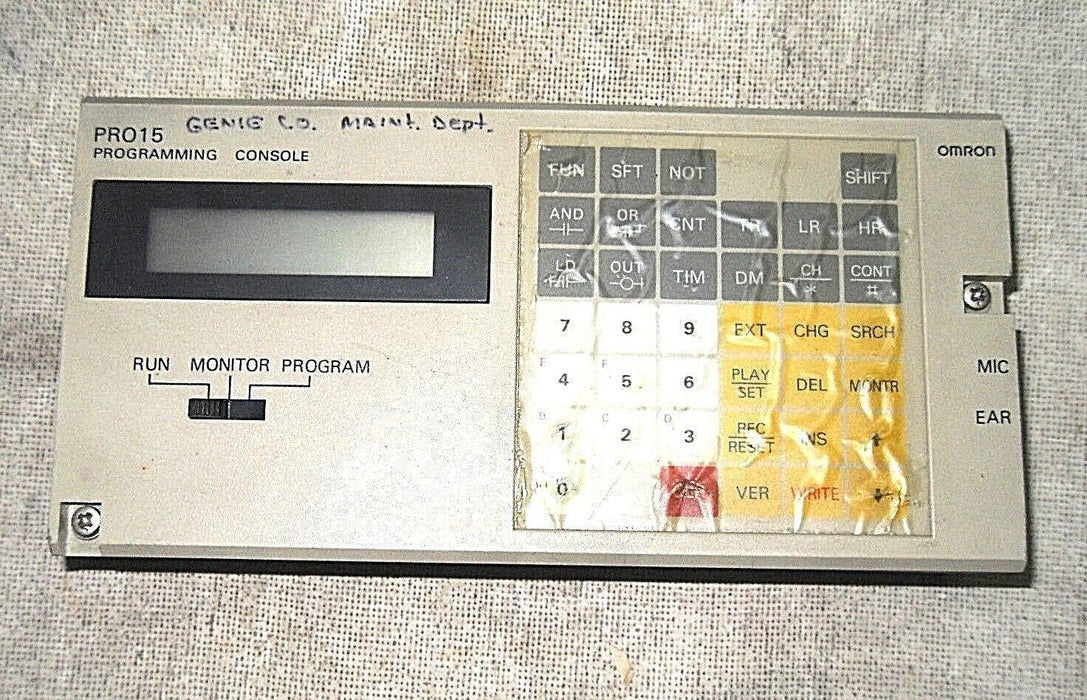 GENIE CO. MAINT. DEPT.
PRO15
PROGRAMMING CONSOLE
OMRON
FUN SFT NOT SHIFT
AND OR CNT TR LR HR
LD OUT TIM DM CH * CONT #
RUN MONITOR PROGRAM
7 8 9 EXT CHG SRCH
E 4 F 5 6 PLAY SET DEL MONTR
B 1 C 2 D 3 REC RESET INS ↑
0 CLR VER WRITE ↓
MIC
EAR